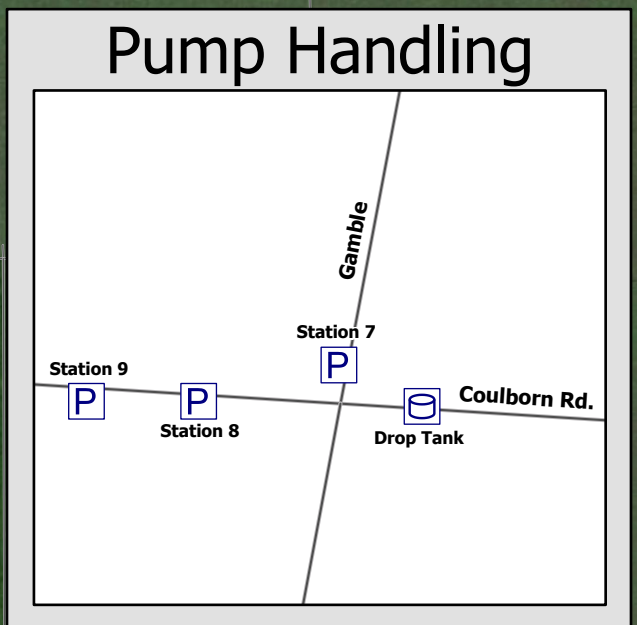 Pump Handling
Gamble
Station 7
Station 9
P
P
P
Coulborn Rd.
Station 8
Drop Tank